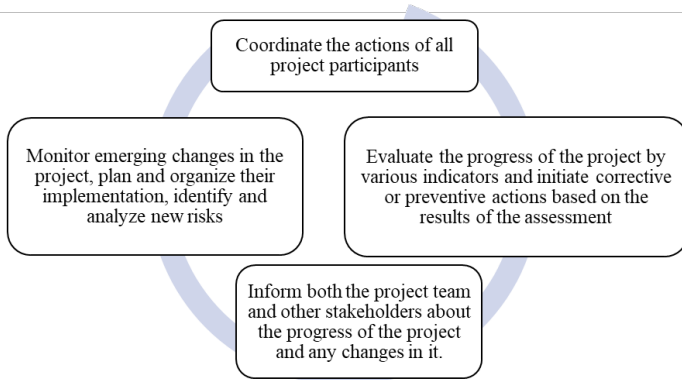 Coordinate the actions of all
project participants
Evaluate the progress of the project by
various indicators and initiate corrective
or preventive actions based on the
results of the assessment
Inform both the project team
and other stakeholders about
the progress of the project
and any changes in it.
Monitor emerging changes in the
project, plan and organize their
implementation, identify and
analyze new risks